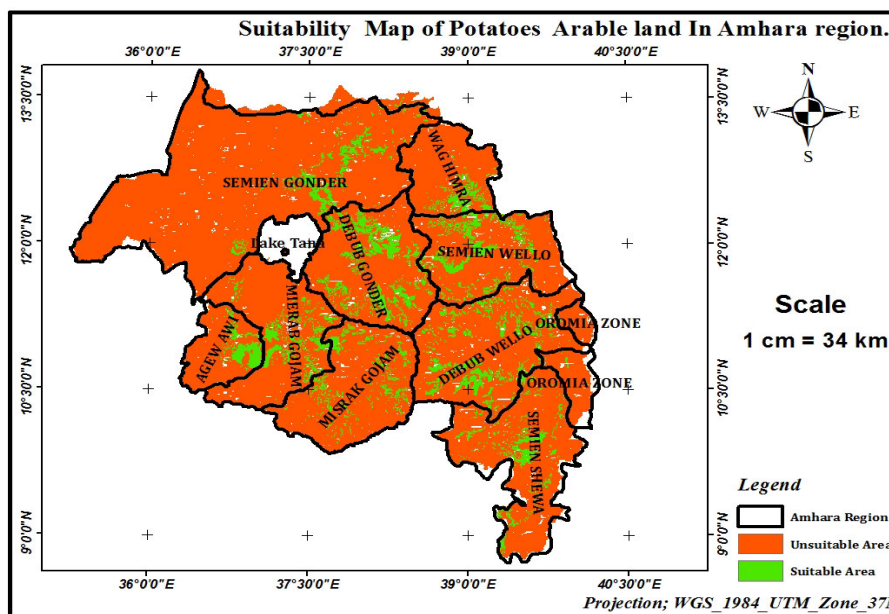 Suitability Map of Potatoes Arable land In Amhara region.
36°0'0"E 37°30'0"E 39°0'0"E 40°30'0"E
N
W E
S
13°30'0"N 13°30'0"N
WAG HIMRA
SEMIEN GONDER
12°0'0"N 12°0'0"N
Lake Tana
DEBUB GONDER
SEMIEN WELLO
MIERAB GOJAM
OROMIA ZONE
Scale
1 cm = 34 km
AGEW AWI
MISRAK GOJAM
DEBUB WELLO
OROMIA ZONE
10°30'0"N 10°30'0"N
SEMIEN SHEWA
Legend
Amhara Region
Unsuitable Area
Suitable Area
9°0'0"N 9°0'0"N
36°0'0"E 37°30'0"E 39°0'0"E 40°30'0"E
Projection; WGS_1984_UTM_Zone_37